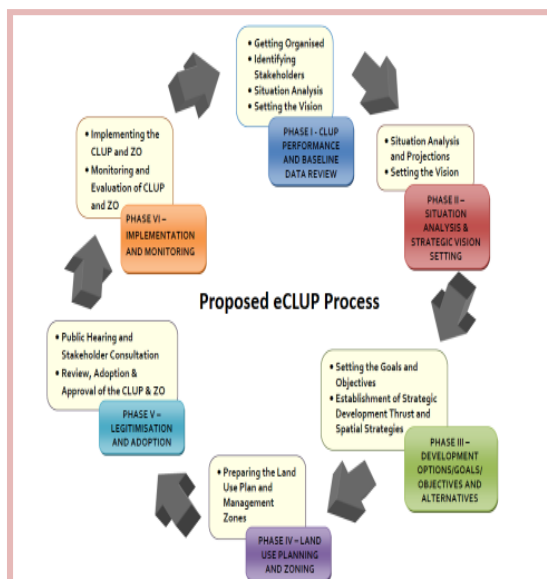 • Getting Organised
• Identifying
Stakeholders
• Situation Analysis
• Setting the Vision
PHASE I - CLUP
PERFORMANCE
AND BASELINE
DATA REVIEW
• Situation Analysis
and Projections
• Setting the Vision
PHASE II –
SITUATION
ANALYSIS &
STRATEGIC VISION
SETTING
• Setting the Goals and
Objectives
• Establishment of Strategic
Development Thrust and
Spatial Strategies
PHASE III –
DEVELOPMENT
OPTIONS/GOALS/
OBJECTIVES AND
ALTERNATIVES
• Preparing the Land
Use Plan and
Management
Zones
PHASE IV – LAND
USE PLANNING
AND ZONING
• Public Hearing and
Stakeholder Consultation
• Review, Adoption &
Approval of the CLUP & ZO
PHASE V –
LEGITIMISATION
AND ADOPTION
• Implementing the
CLUP and ZO
• Monitoring and
Evaluation of CLUP
and ZO
PHASE VI –
IMPLEMENTATION
AND MONITORING
Proposed eCLUP Process